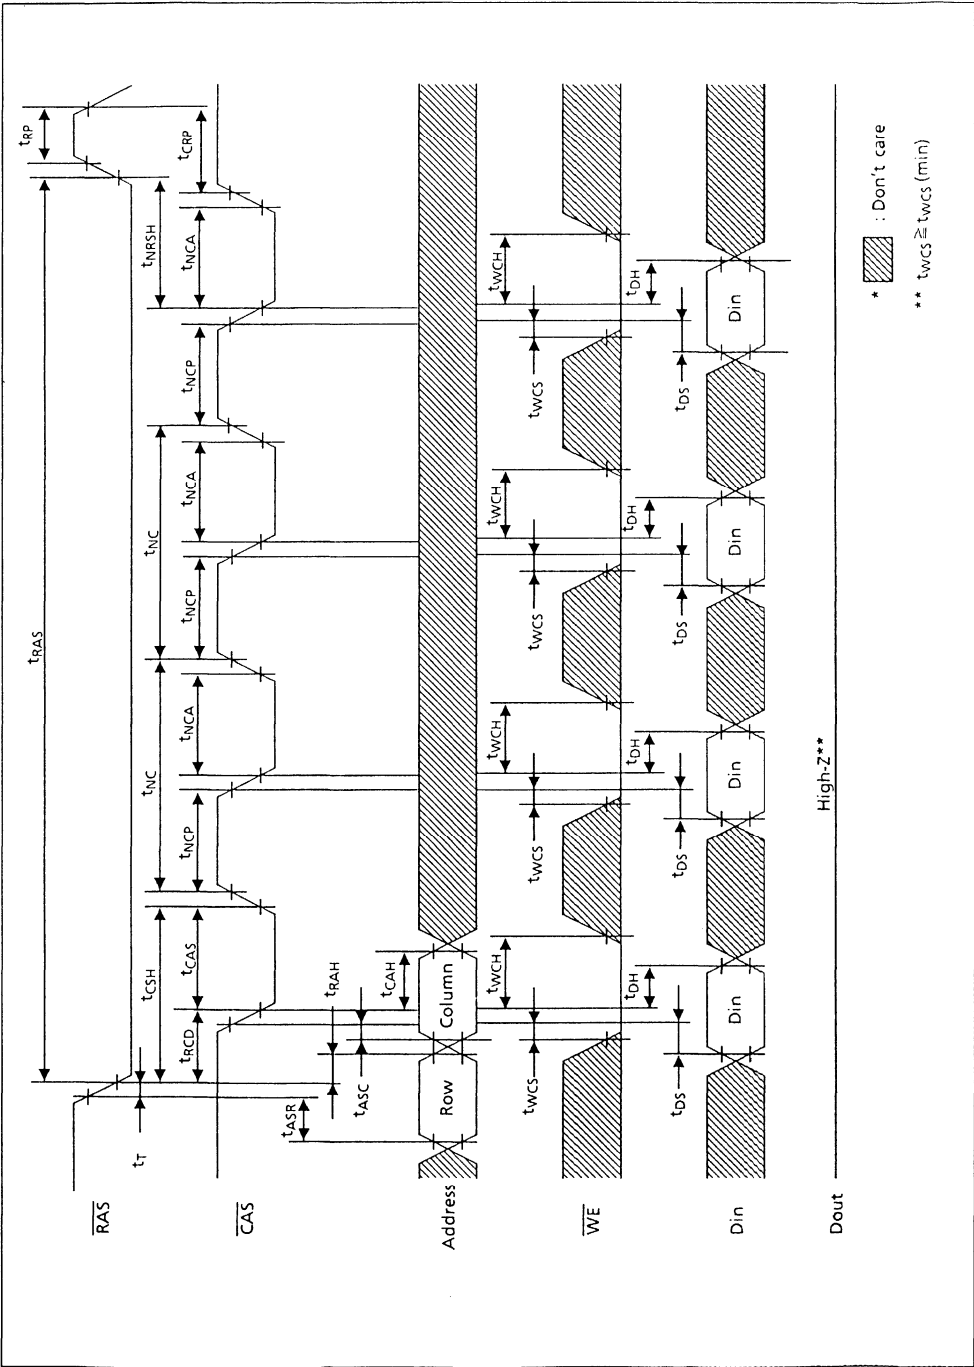 tRAS
tRP
tNC
tNC
tNRSH
tT
tCSH
tRCD
tCAS
tNCP
tNCA
tNCP
tNCA
tNCP
tNCA
tCRP
RAS
CAS
tASR
tRAH
tASC
tCAH
Address
Row
Column
tWCS
tWCH
tWCS
tWCH
tWCS
tWCH
tWCS
tWCH
WE
tDS
tDH
tDS
tDH
tDS
tDH
tDS
tDH
Din
Din
Din
Din
Din
Dout
High-Z**
* : Don't care
** tWCS ≧ tWCS (min)